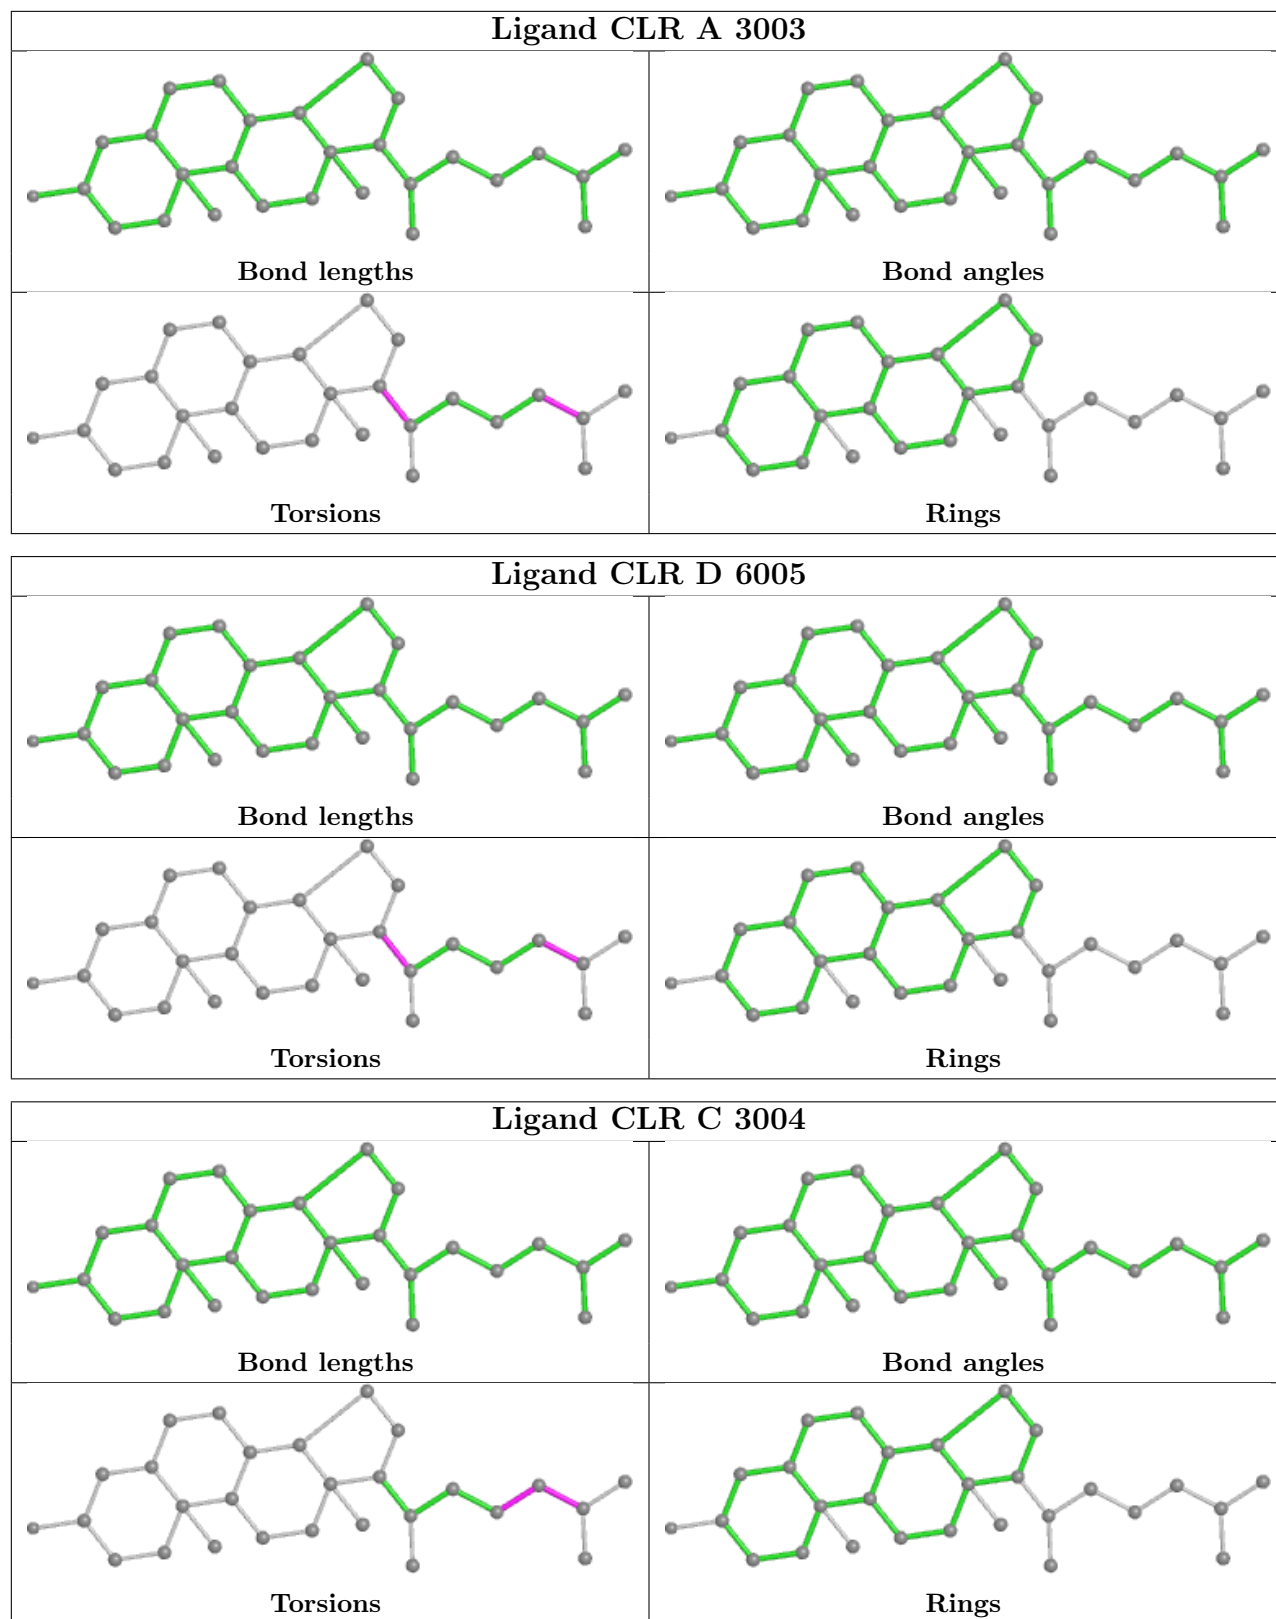 Ligand CLR A 3003
Bond lengths
Bond angles
Torsions
Rings
Ligand CLR D 6005
Bond lengths
Bond angles
Torsions
Rings
Ligand CLR C 3004
Bond lengths
Bond angles
Torsions
Rings